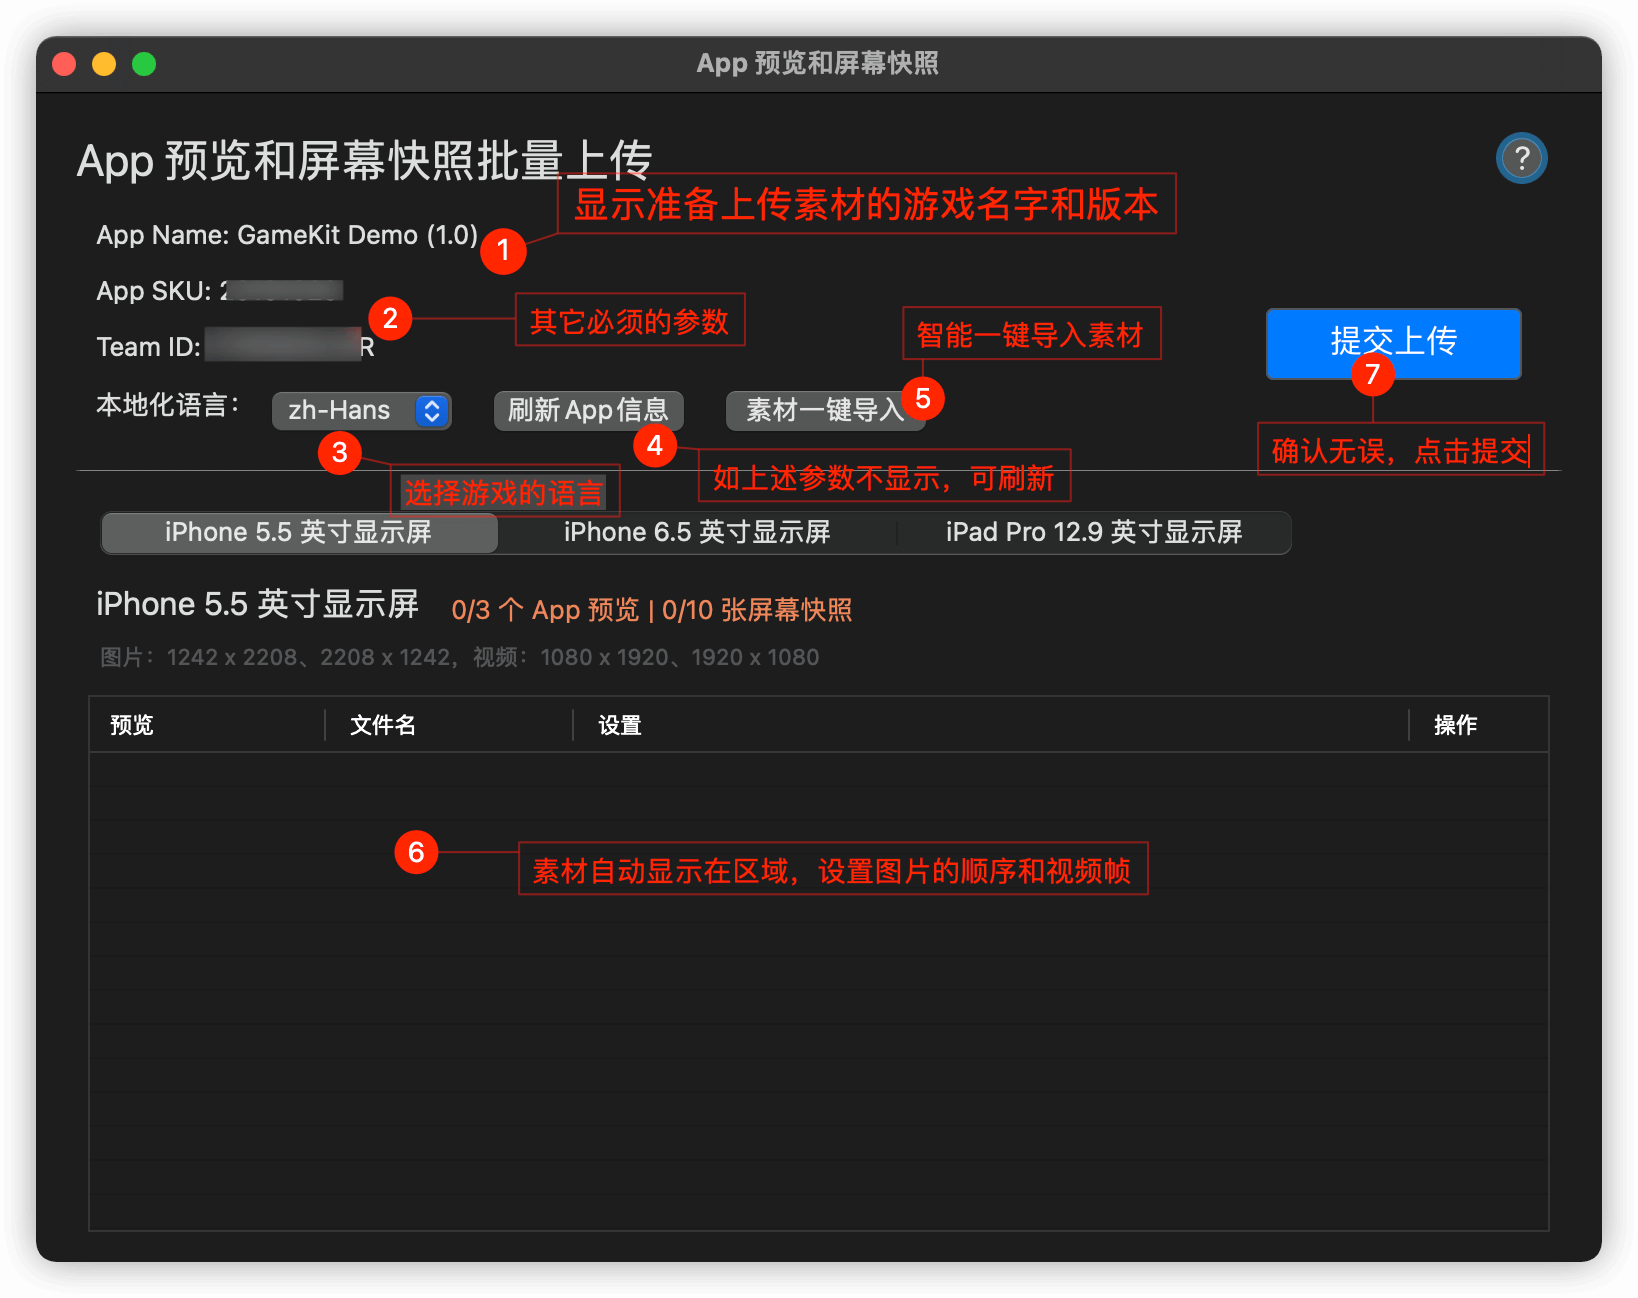 App 预览和屏幕快照
App 预览和屏幕快照批量上传
?
显示准备上传素材的游戏名字和版本
App Name: GameKit Demo (1.0)
1
App SKU:
2
其它必须的参数
智能一键导入素材
Team ID: R
提交上传
7
本地化语言：
zh-Hans
刷新App信息
素材一键导入
5
3
4
确认无误，点击提交
选择游戏的语言
如上述参数不显示，可刷新
iPhone 5.5 英寸显示屏
iPhone 6.5 英寸显示屏
iPad Pro 12.9 英寸显示屏
iPhone 5.5 英寸显示屏
0/3 个 App 预览 | 0/10 张屏幕快照
图片：1242 x 2208、2208 x 1242，视频：1080 x 1920、1920 x 1080
预览
文件名
设置
操作
6
素材自动显示在区域，设置图片的顺序和视频帧